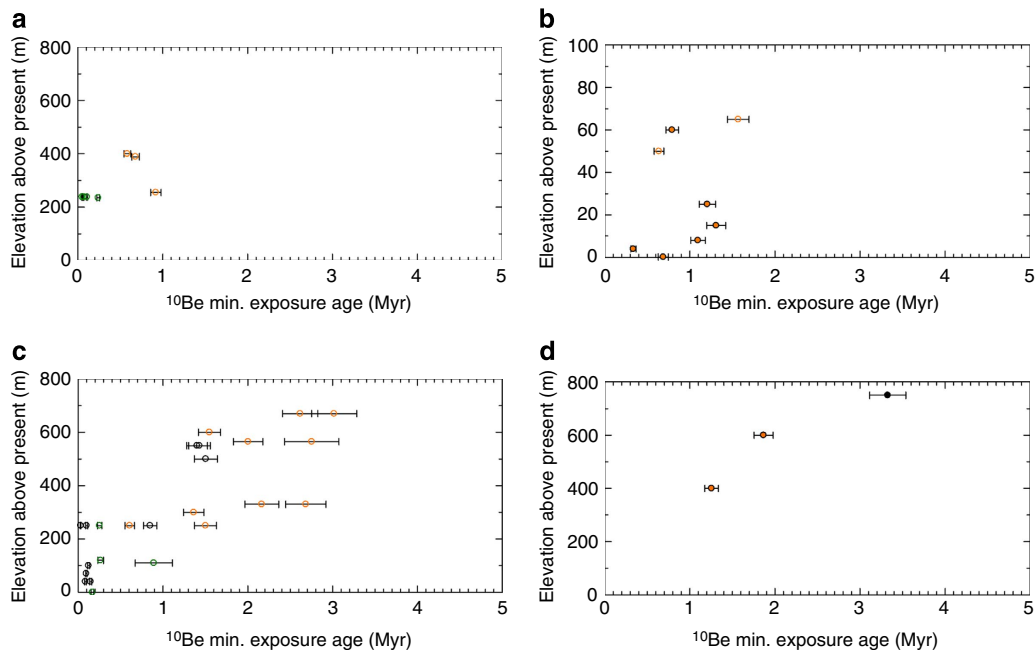 a
Elevation above present (m)
800
600
400
200
0
0 1 2 3 4 5
¹⁰Be min. exposure age (Myr)
b
Elevation above present (m)
100
80
60
40
20
0
0 1 2 3 4 5
¹⁰Be min. exposure age (Myr)
c
Elevation above present (m)
800
600
400
200
0
0 1 2 3 4 5
¹⁰Be min. exposure age (Myr)
d
Elevation above present (m)
800
600
400
200
0
0 1 2 3 4 5
¹⁰Be min. exposure age (Myr)